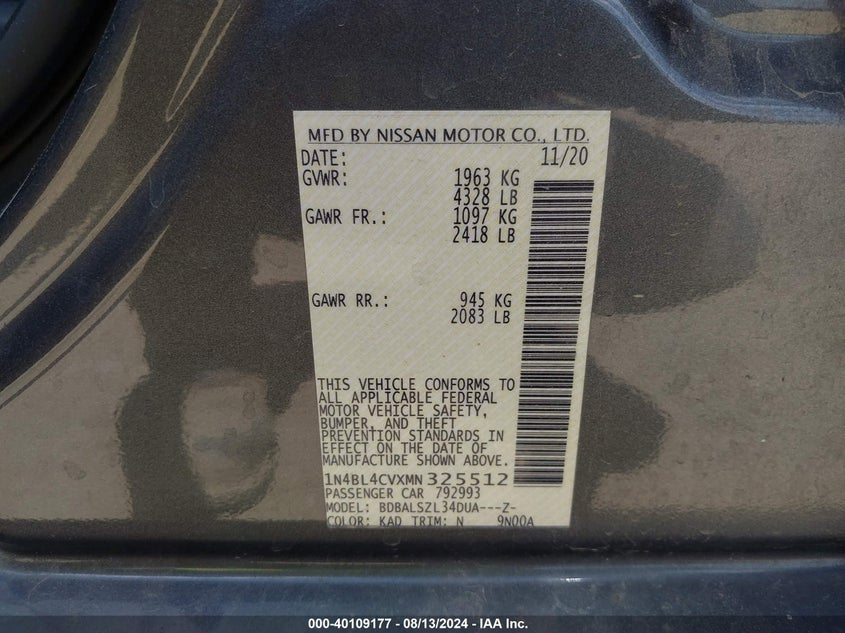 MFD BY NISSAN MOTOR CO., LTD.
DATE: 11/20
GVWR: 1963 KG
4328 LB
GAWR FR.: 1097 KG
2418 LB
GAWR RR.: 945 KG
2083 LB
THIS VEHICLE CONFORMS TO
ALL APPLICABLE FEDERAL
MOTOR VEHICLE SAFETY,
BUMPER, AND THEFT
PREVENTION STANDARDS IN
EFFECT ON THE DATE OF
MANUFACTURE SHOWN ABOVE.
1N4BL4CVXMN325512
PASSENGER CAR 792993
MODEL: BDBALSZL34DUA---Z-
COLOR: KAD TRIM: N 9N00A
000-40109177 - 08/13/2024 - IAA Inc.